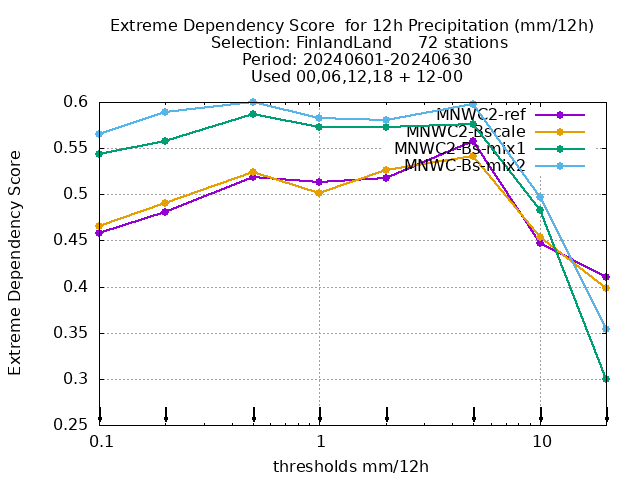 Extreme Dependency Score  for 12h Precipitation (mm/12h)
Selection: FinlandLand     72 stations
Period: 20240601-20240630
Used 00,06,12,18 + 12-00
MNWC2-ref
MNWC2-Bscale
MNWC2-Bs-mix1
MNWC-Bs-mix2
Extreme Dependency Score
0.6
0.55
0.5
0.45
0.4
0.35
0.3
0.25
0.1 1 10
thresholds mm/12h